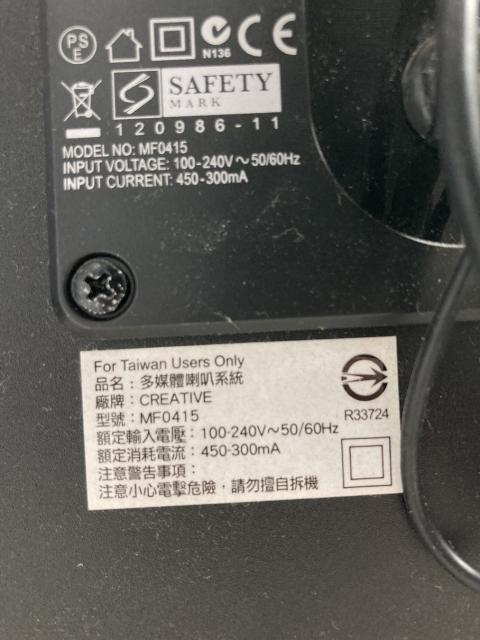 PS E
N136
CE
SAFETY
MARK
120986-11
MODEL NO: MF0415
INPUT VOLTAGE: 100-240V～50/60Hz
INPUT CURRENT: 450-300mA
For Taiwan Users Only
品名：多媒體喇叭系統
廠牌：CREATIVE
型號：MF0415
R33724
額定輸入電壓：100-240V～50/60Hz
額定消耗電流：450-300mA
注意警告事項：
注意小心電擊危險，請勿擅自拆機